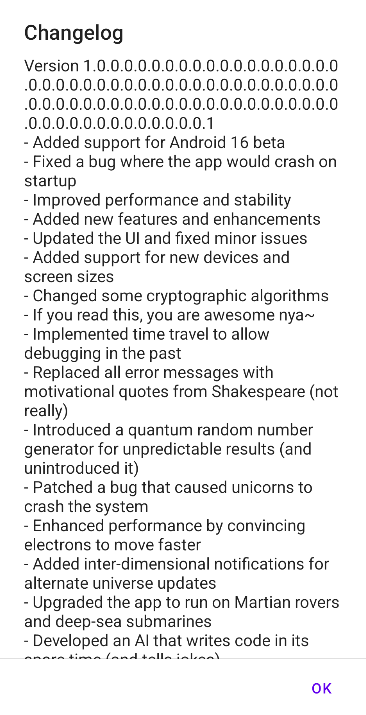 Changelog
Version 1.0.0.0.0.0.0.0.0.0.0.0.0.0.0.0.0.0.0
.0.0.0.0.0.0.0.0.0.0.0.0.0.0.0.0.0.0.0.0.0.0.0
.0.0.0.0.0.0.0.0.0.0.0.0.0.0.0.0.0.0.0.0.0.0.0
.0.0.0.0.0.0.0.0.0.0.0.0.0.1
- Added support for Android 16 beta
- Fixed a bug where the app would crash on
startup
- Improved performance and stability
- Added new features and enhancements
- Updated the UI and fixed minor issues
- Added support for new devices and
screen sizes
- Changed some cryptographic algorithms
- If you read this, you are awesome nya~
- Implemented time travel to allow
debugging in the past
- Replaced all error messages with
motivational quotes from Shakespeare (not
really)
- Introduced a quantum random number
generator for unpredictable results (and
unintroduced it)
- Patched a bug that caused unicorns to
crash the system
- Enhanced performance by convincing
electrons to move faster
- Added inter-dimensional notifications for
alternate universe updates
- Upgraded the app to run on Martian rovers
and deep-sea submarines
- Developed an AI that writes code in its
spare time (and tells jokes)
OK